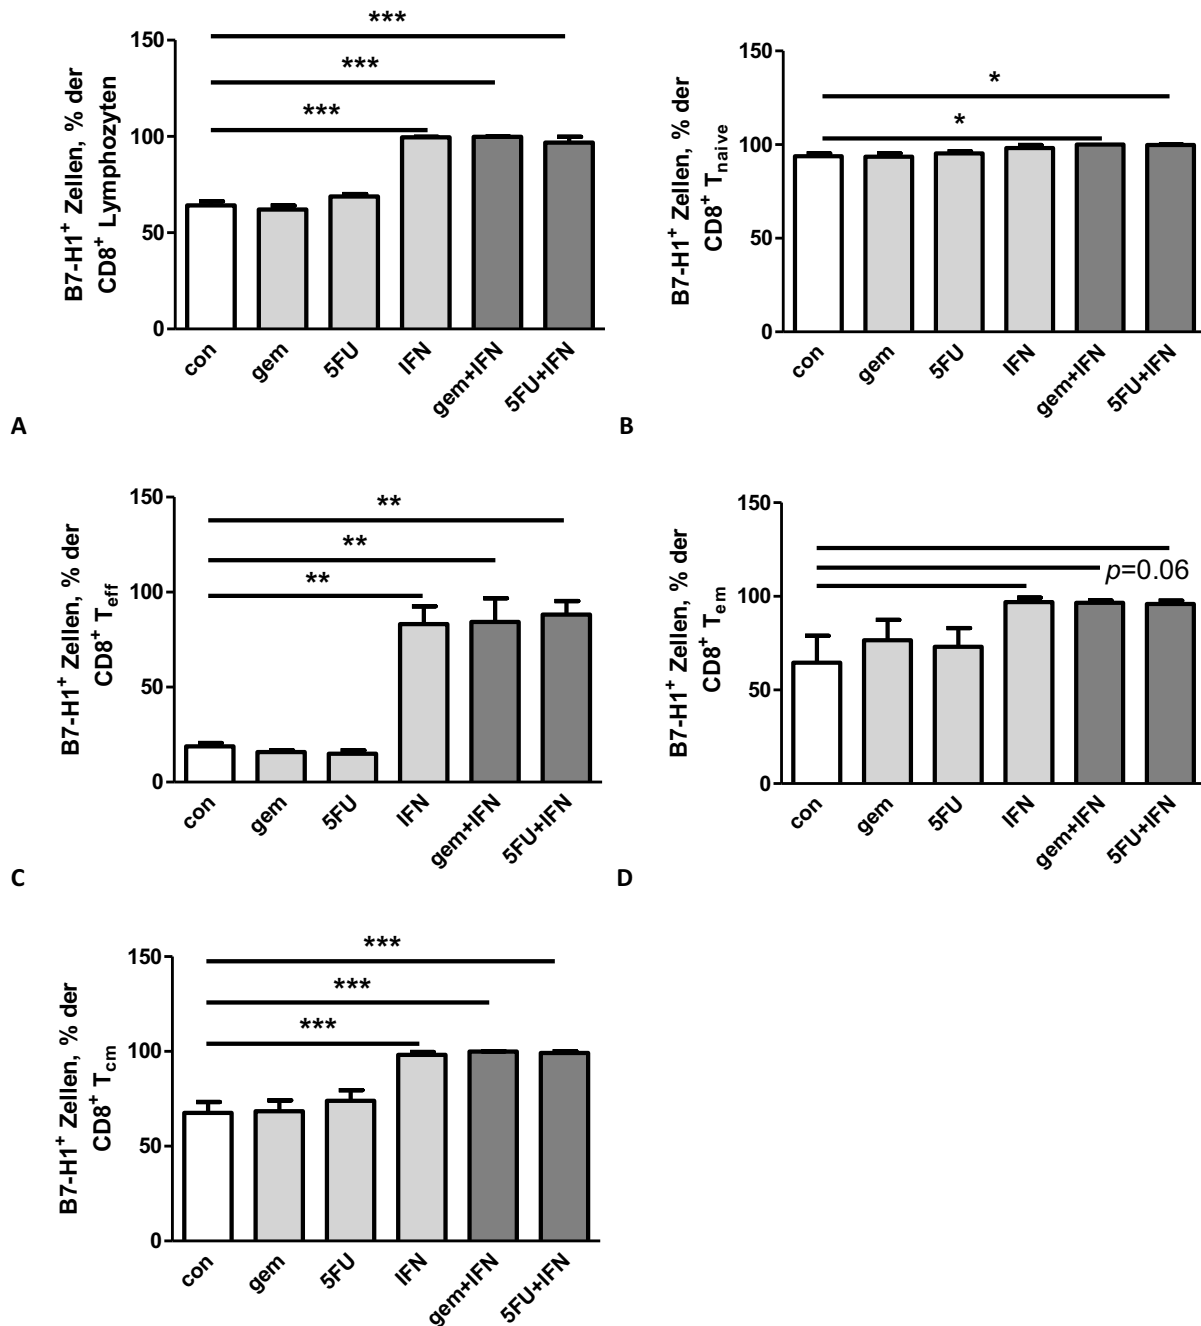 ***
***
***
150
100
50
0
B7-H1+ Zellen, % der
CD8+ Lymphozyten
con
gem
5FU
IFN
gem+IFN
5FU+IFN
A
*
*
150
100
50
0
B7-H1+ Zellen, % der
CD8+ Tnaive
con
gem
5FU
IFN
gem+IFN
5FU+IFN
B
**
**
**
150
100
50
0
B7-H1+ Zellen, % der
CD8+ Teff
con
gem
5FU
IFN
gem+IFN
5FU+IFN
C
p=0.06
150
100
50
0
B7-H1+ Zellen, % der
CD8+ Tem
con
gem
5FU
IFN
gem+IFN
5FU+IFN
D
***
***
***
150
100
50
0
B7-H1+ Zellen, % der
CD8+ Tcm
con
gem
5FU
IFN
gem+IFN
5FU+IFN